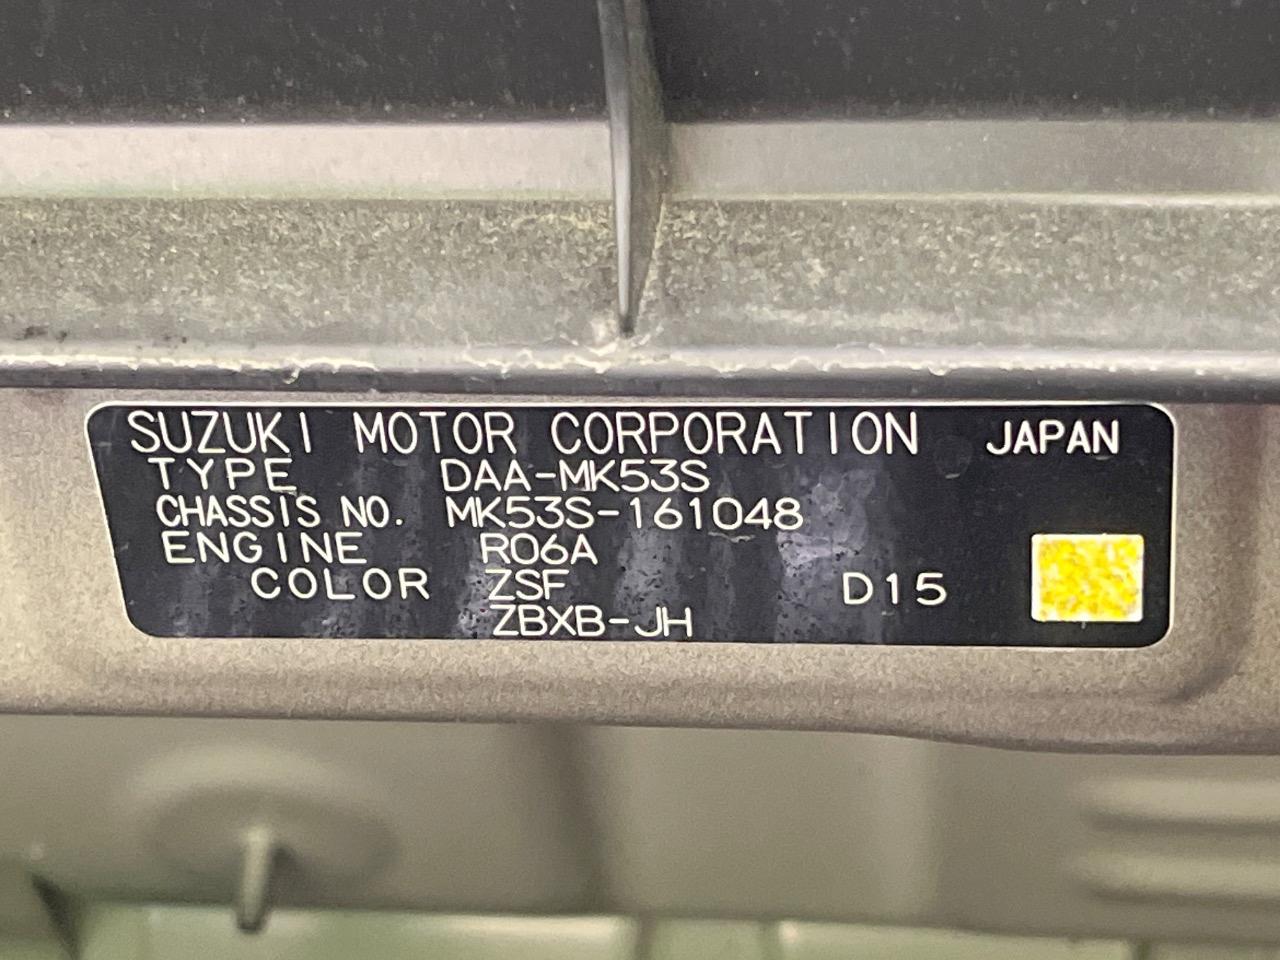 SUZUKI MOTOR CORPORATION JAPAN
TYPE DAA-MK53S
CHASSIS NO. MK53S-161048
ENGINE R06A
COLOR ZSF D15
ZBXB-JH